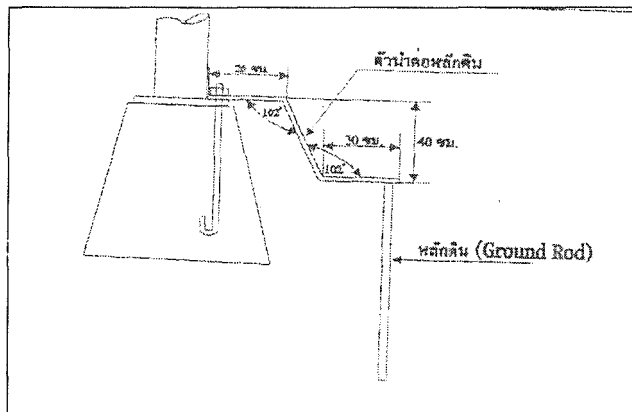 ตัวนำต่อหลักดิน
ซม.
102°
30 ซม.
40 ซม.
102°
หลักดิน (Ground Rod)